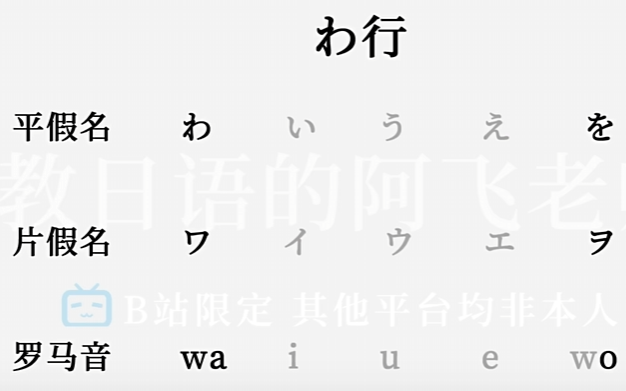 わ行
平假名 わ い う え を
教日语的阿飞老师
片假名 ワ イ ウ エ ヲ
B站限定 其他平台均非本人
罗马音 wa i u e wo